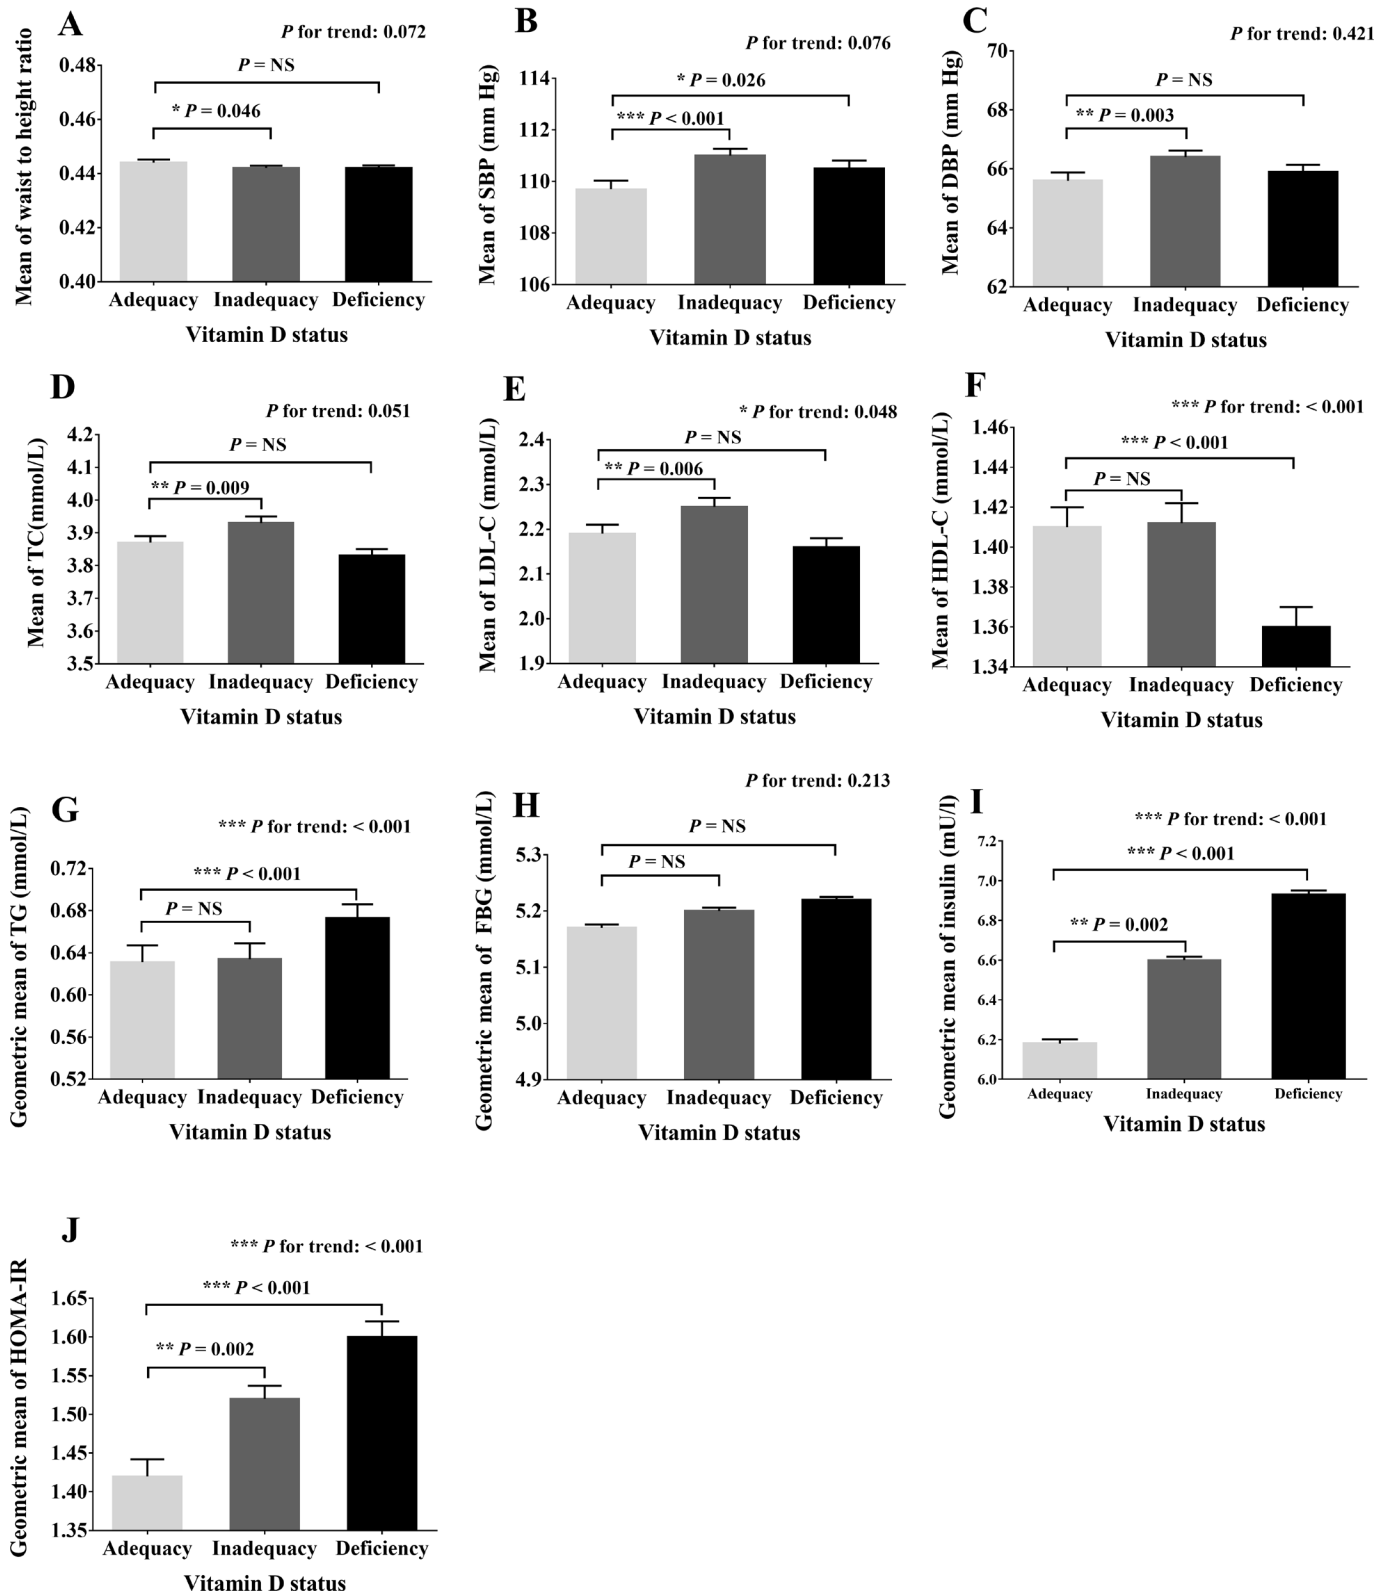 A
P for trend: 0.072
P = NS
* P = 0.046
Mean of waist to height ratio
0.48
0.46
0.44
0.42
0.40
Adequacy Inadequacy Deficiency
Vitamin D status
B
P for trend: 0.076
* P = 0.026
*** P < 0.001
Mean of SBP (mm Hg)
114
112
110
108
106
Adequacy Inadequacy Deficiency
Vitamin D status
C
P for trend: 0.421
P = NS
** P = 0.003
Mean of DBP (mm Hg)
70
68
66
64
62
Adequacy Inadequacy Deficiency
Vitamin D status
D
P for trend: 0.051
P = NS
** P = 0.009
Mean of TC(mmol/L)
4.2
4.1
4.0
3.9
3.8
3.7
3.6
3.5
Adequacy Inadequacy Deficiency
Vitamin D status
E
* P for trend: 0.048
P = NS
** P = 0.006
Mean of LDL-C (mmol/L)
2.4
2.3
2.2
2.1
2.0
1.9
Adequacy Inadequacy Deficiency
Vitamin D status
F
*** P for trend: < 0.001
*** P < 0.001
P = NS
Mean of HDL-C (mmol/L)
1.46
1.44
1.42
1.40
1.38
1.36
1.34
Adequacy Inadequacy Deficiency
Vitamin D status
G
*** P for trend: < 0.001
*** P < 0.001
P = NS
Geometric mean of TG (mmol/L)
0.72
0.68
0.64
0.60
0.56
0.52
Adequacy Inadequacy Deficiency
Vitamin D status
H
P for trend: 0.213
P = NS
P = NS
Geometric mean of FBG (mmol/L)
5.3
5.2
5.1
5.0
4.9
Adequacy Inadequacy Deficiency
Vitamin D status
I
*** P for trend: < 0.001
*** P < 0.001
** P = 0.002
Geometric mean of insulin (mU/l)
7.2
7.0
6.8
6.6
6.4
6.2
6.0
Adequacy Inadequacy Deficiency
Vitamin D status
J
*** P for trend: < 0.001
*** P < 0.001
** P = 0.002
Geometric mean of HOMA-IR
1.65
1.60
1.55
1.50
1.45
1.40
1.35
Adequacy Inadequacy Deficiency
Vitamin D status